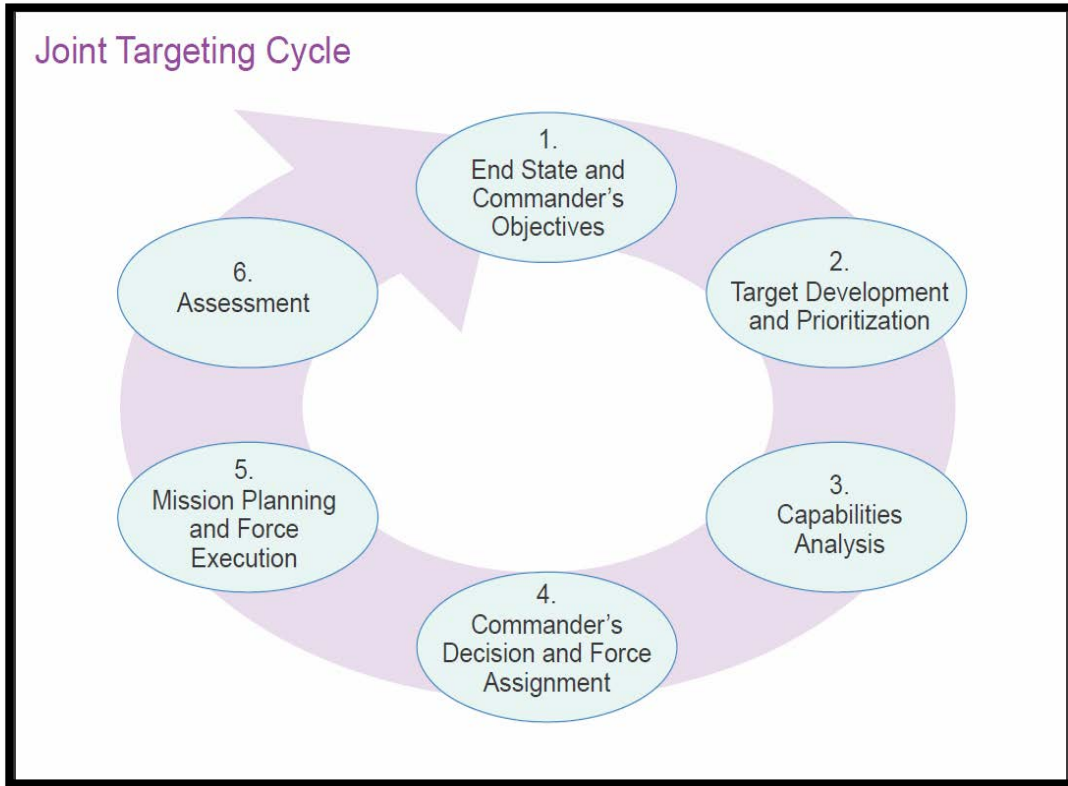 Joint Targeting Cycle
1.
End State and
Commander's
Objectives
2.
Target Development
and Prioritization
3.
Capabilities
Analysis
4.
Commander's
Decision and Force
Assignment
5.
Mission Planning
and Force
Execution
6.
Assessment